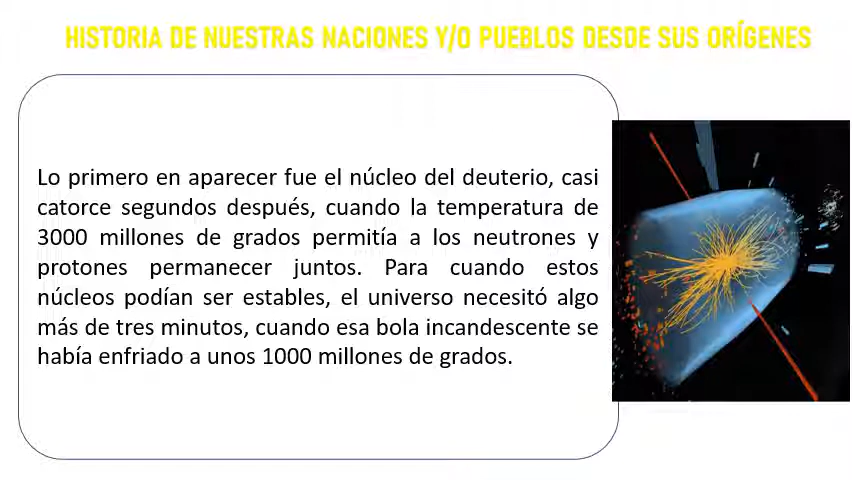 HISTORIA DE NUESTRAS NACIONES Y/O PUEBLOS DESDE SUS ORÍGENES
Lo primero en aparecer fue el núcleo del deuterio, casi
catorce segundos después, cuando la temperatura de
3000 millones de grados permitía a los neutrones y
protones permanecer juntos. Para cuando estos
núcleos podían ser estables, el universo necesitó algo
más de tres minutos, cuando esa bola incandescente se
había enfriado a unos 1000 millones de grados.